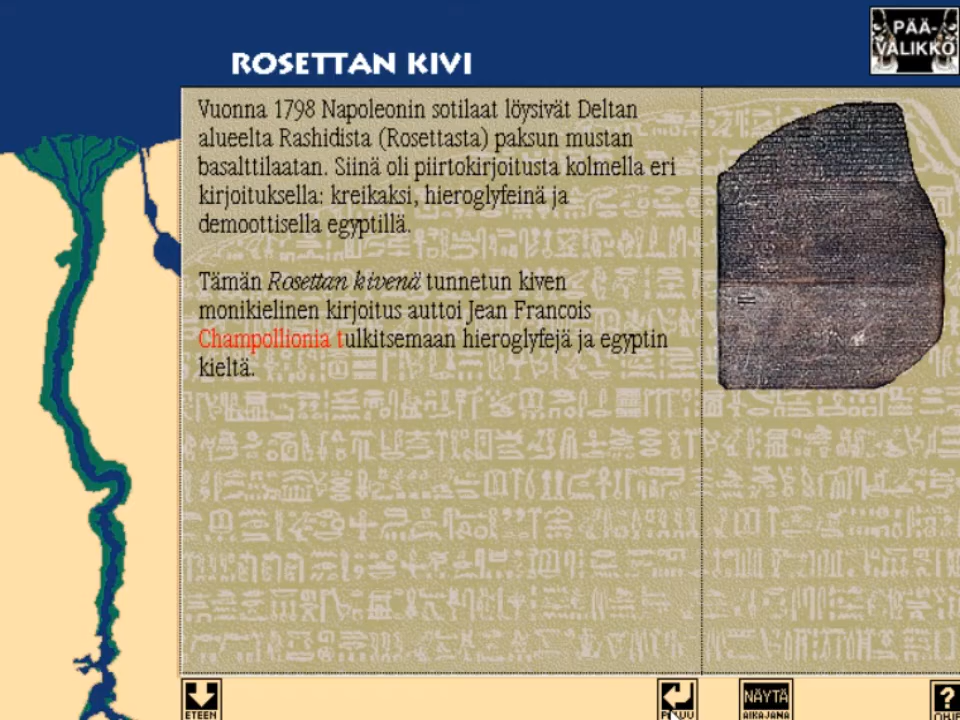 PÄÄ-
VALIKKO
ROSETTAN KIVI
Vuonna 1798 Napoleonin sotilaat löysivät Deltan
alueelta Rashidista (Rosettasta) paksun mustan
basalttilaatan. Siinä oli piirtokirjoitusta kolmella eri
kirjoituksella: kreikaksi, hieroglyfeinä ja
demoottisella egyptillä.
Tämän Rosettan kivenä tunnetun kiven
monikielinen kirjoitus auttoi Jean Francois
Champollionia tulkitsemaan hieroglyfejä ja egyptin
kieltä.
ETEEN
NÄYTÄ
AIKAJANA
?